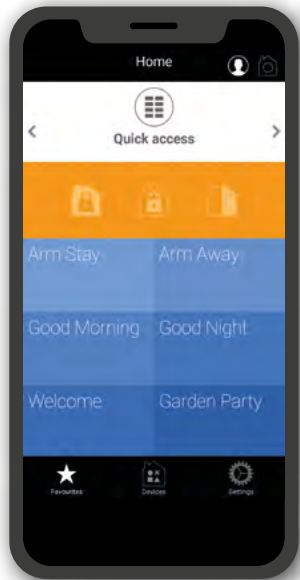 Home
Quick access
Arm Stay Arm Away
Good Morning Good Night
Welcome Garden Party
Favourites Devices Settings